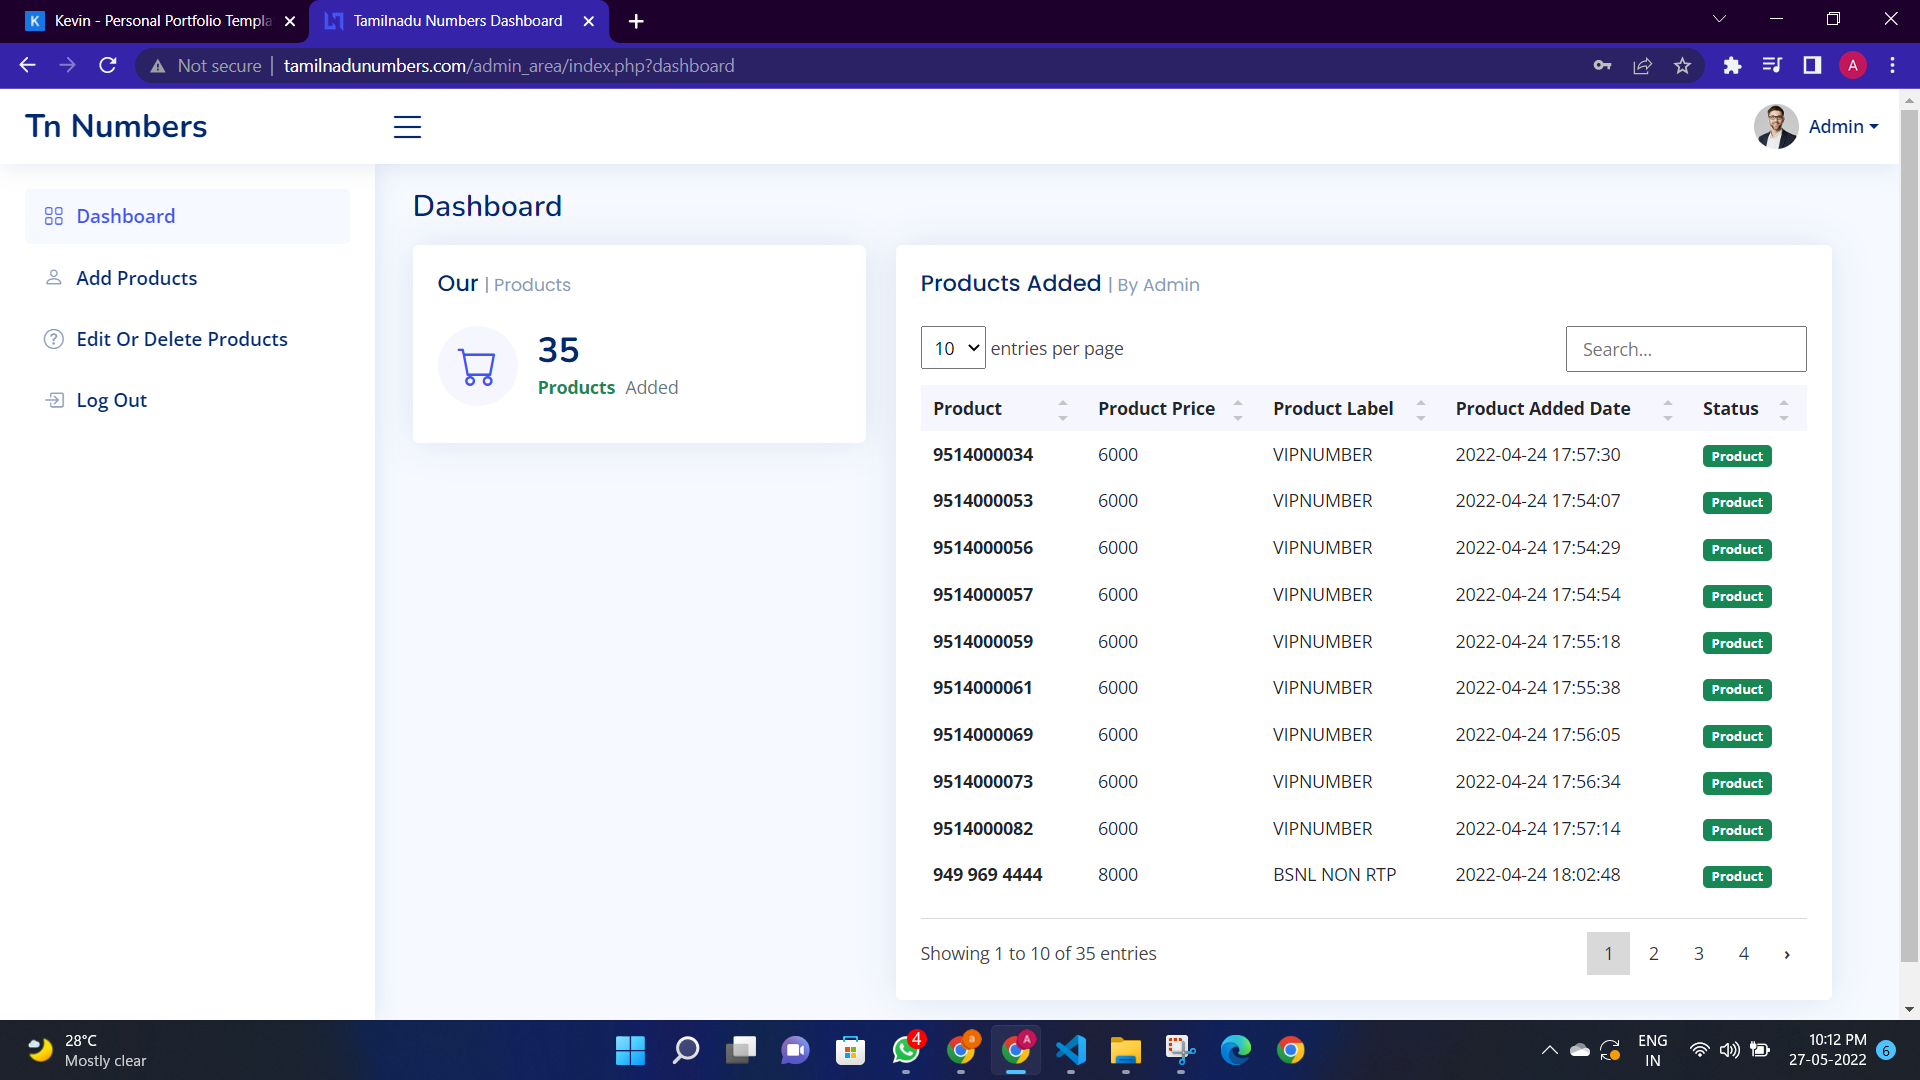 K Kevin - Personal Portfolio Templa
Tamilnadu Numbers Dashboard
Not secure | tamilnadunumbers.com/admin_area/index.php?dashboard
A
Tn Numbers
Admin
Dashboard
Add Products
Edit Or Delete Products
Log Out
Dashboard
Our | Products
35
Products Added
Products Added | By Admin
10 entries per page
Search...
Product Product Price Product Label Product Added Date Status
9514000034 6000 VIPNUMBER 2022-04-24 17:57:30 Product
9514000053 6000 VIPNUMBER 2022-04-24 17:54:07 Product
9514000056 6000 VIPNUMBER 2022-04-24 17:54:29 Product
9514000057 6000 VIPNUMBER 2022-04-24 17:54:54 Product
9514000059 6000 VIPNUMBER 2022-04-24 17:55:18 Product
9514000061 6000 VIPNUMBER 2022-04-24 17:55:38 Product
9514000069 6000 VIPNUMBER 2022-04-24 17:56:05 Product
9514000073 6000 VIPNUMBER 2022-04-24 17:56:34 Product
9514000082 6000 VIPNUMBER 2022-04-24 17:57:14 Product
949 969 4444 8000 BSNL NON RTP 2022-04-24 18:02:48 Product
Showing 1 to 10 of 35 entries
1 2 3 4 ›
28°C
Mostly clear
4
a
A
ENG
IN
10:12 PM
27-05-2022
6